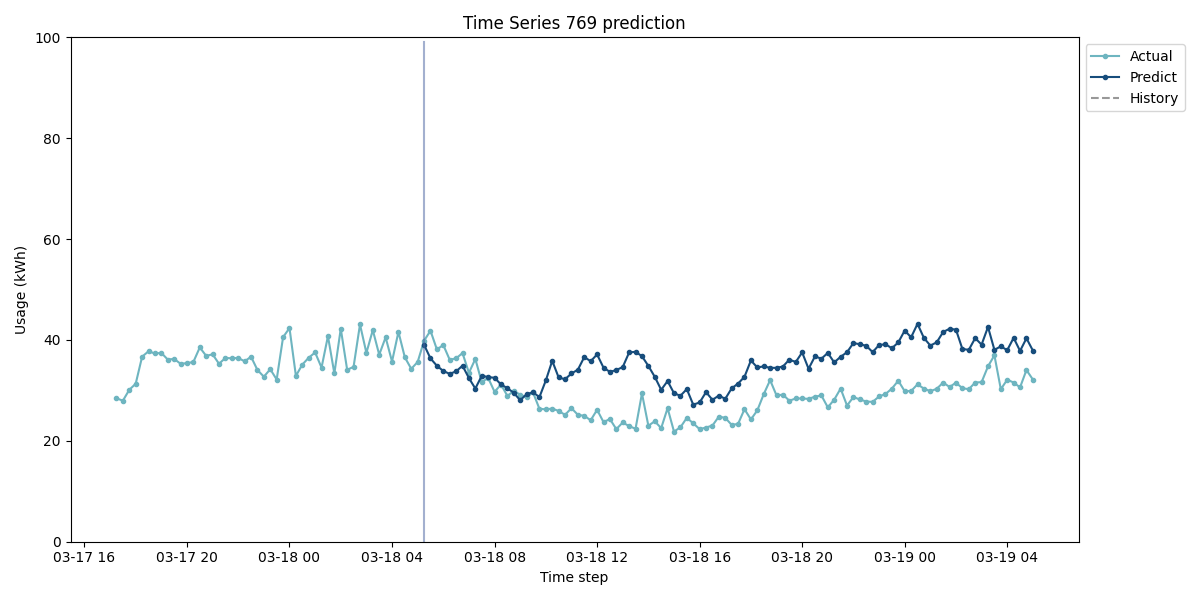 Time Series 769 prediction
100
80
60
40
20
0
Usage (kWh)
03-17 16 03-17 20 03-18 00 03-18 04 03-18 08 03-18 12 03-18 16 03-18 20 03-19 00 03-19 04
Time step
Actual
Predict
History